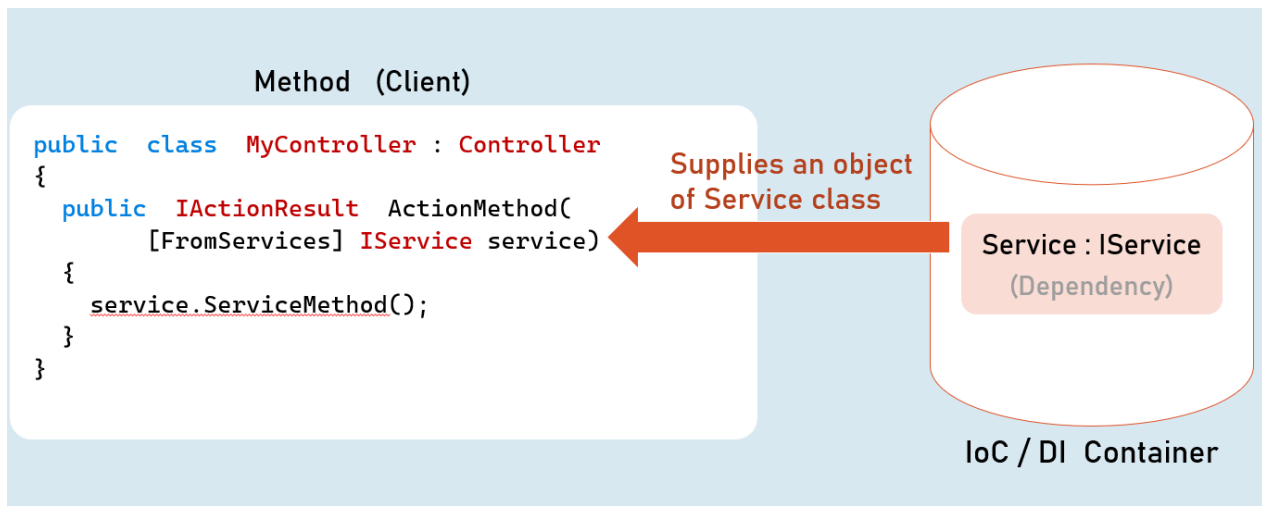 Method (Client)
public class MyController : Controller
{
public IActionResult ActionMethod(
[FromServices] IService service)
{
service.ServiceMethod();
}
}
Supplies an object
of Service class
Service : IService
(Dependency)
IoC / DI Container